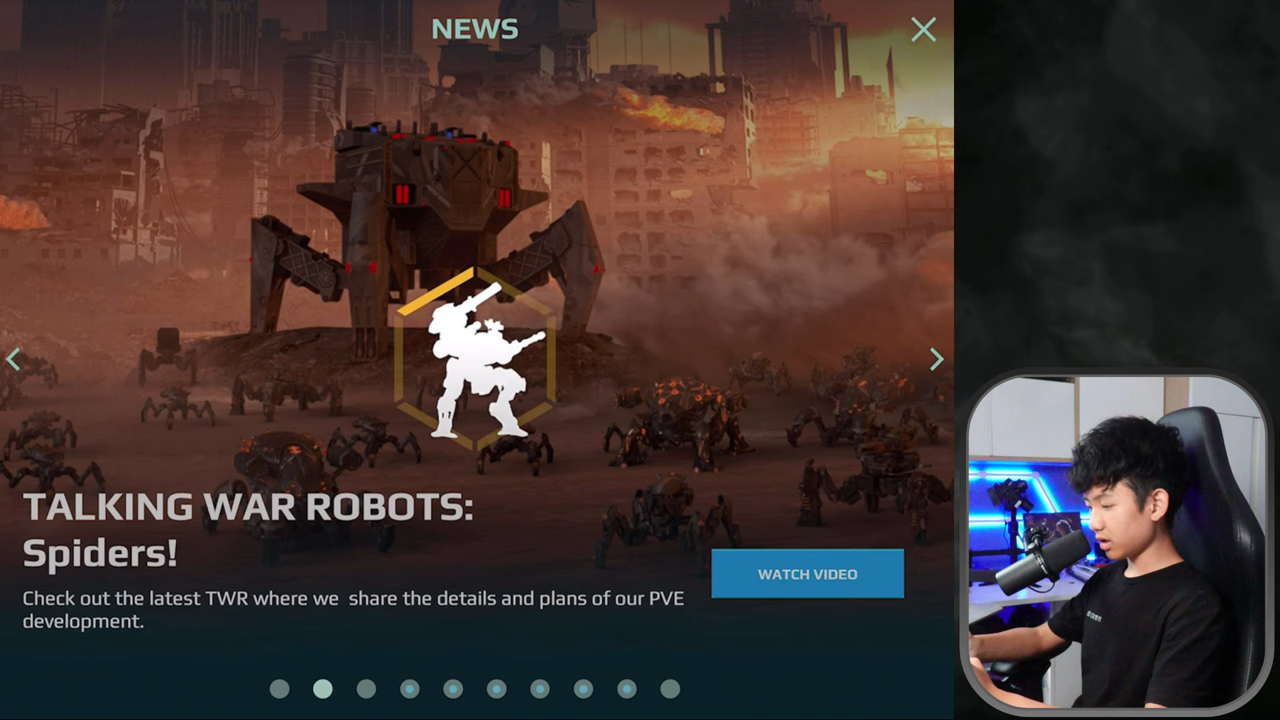 NEWS
TALKING WAR ROBOTS:
Spiders!
Check out the latest TWR where we share the details and plans of our PVE
development.
WATCH VIDEO